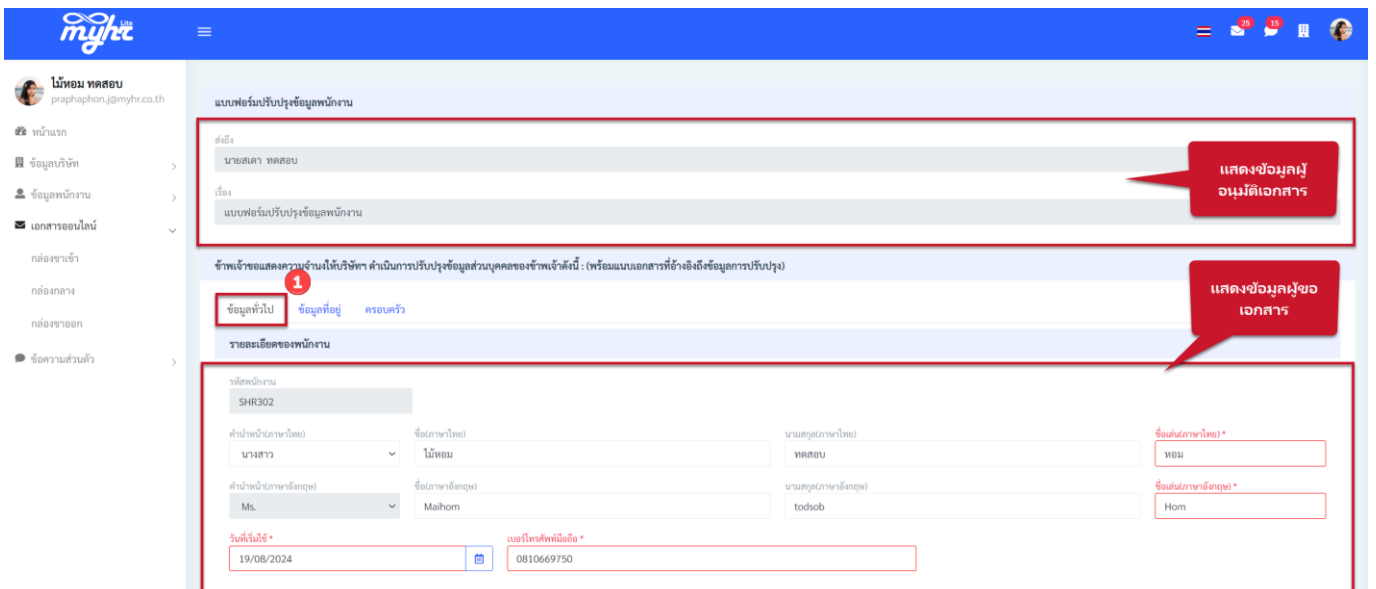 myhr Lite
25
15
ไม้หอม ทดสอบ
praphaphon.j@myhr.co.th
หน้าแรก
ข้อมูลบริษัท
ข้อมูลพนักงาน
เอกสารออนไลน์
กล่องขาเข้า
กล่องกลาง
กล่องขาออก
ข้อความส่วนตัว
แบบฟอร์มปรับปรุงข้อมูลพนักงาน
ส่งถึง
นายสเตา ทดสอบ
เรื่อง
แบบฟอร์มปรับปรุงข้อมูลพนักงาน
แสดงข้อมูลผู้
อนุมัติเอกสาร
ข้าพเจ้าขอแสดงความจำนงให้บริษัทฯ ดำเนินการปรับปรุงข้อมูลส่วนบุคคลของข้าพเจ้าดังนี้ : (พร้อมแนบเอกสารที่อ้างอิงถึงข้อมูลการปรับปรุง)
1
แสดงข้อมูลผู้ขอ
เอกสาร
ข้อมูลทั่วไป ข้อมูลที่อยู่ ครอบครัว
รายละเอียดของพนักงาน
รหัสพนักงาน
SHR302
คำนำหน้า(ภาษาไทย) ชื่อ(ภาษาไทย) นามสกุล(ภาษาไทย) ชื่อเล่น(ภาษาไทย) *
นางสาว ไม้หอม ทดสอบ หอม
คำนำหน้า(ภาษาอังกฤษ) ชื่อ(ภาษาอังกฤษ) นามสกุล(ภาษาอังกฤษ) ชื่อเล่น(ภาษาอังกฤษ) *
Ms. Maihom todsob Hom
วันที่เริ่มใช้ * เบอร์โทรศัพท์มือถือ *
19/08/2024 0810669750